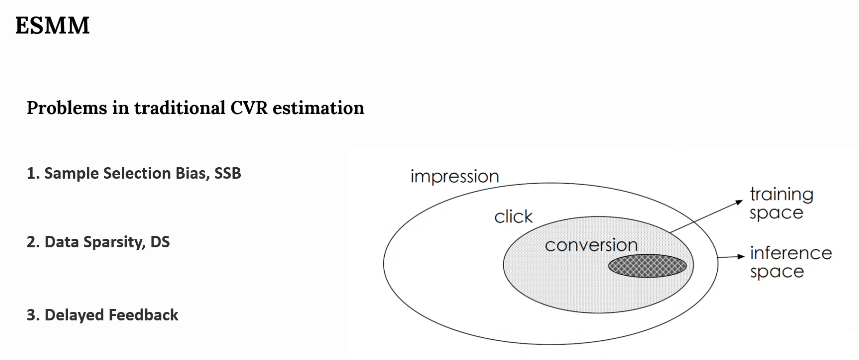 ESMM
Problems in traditional CVR estimation
1. Sample Selection Bias, SSB
2. Data Sparsity, DS
3. Delayed Feedback
impression
click
conversion
training
space
inference
space